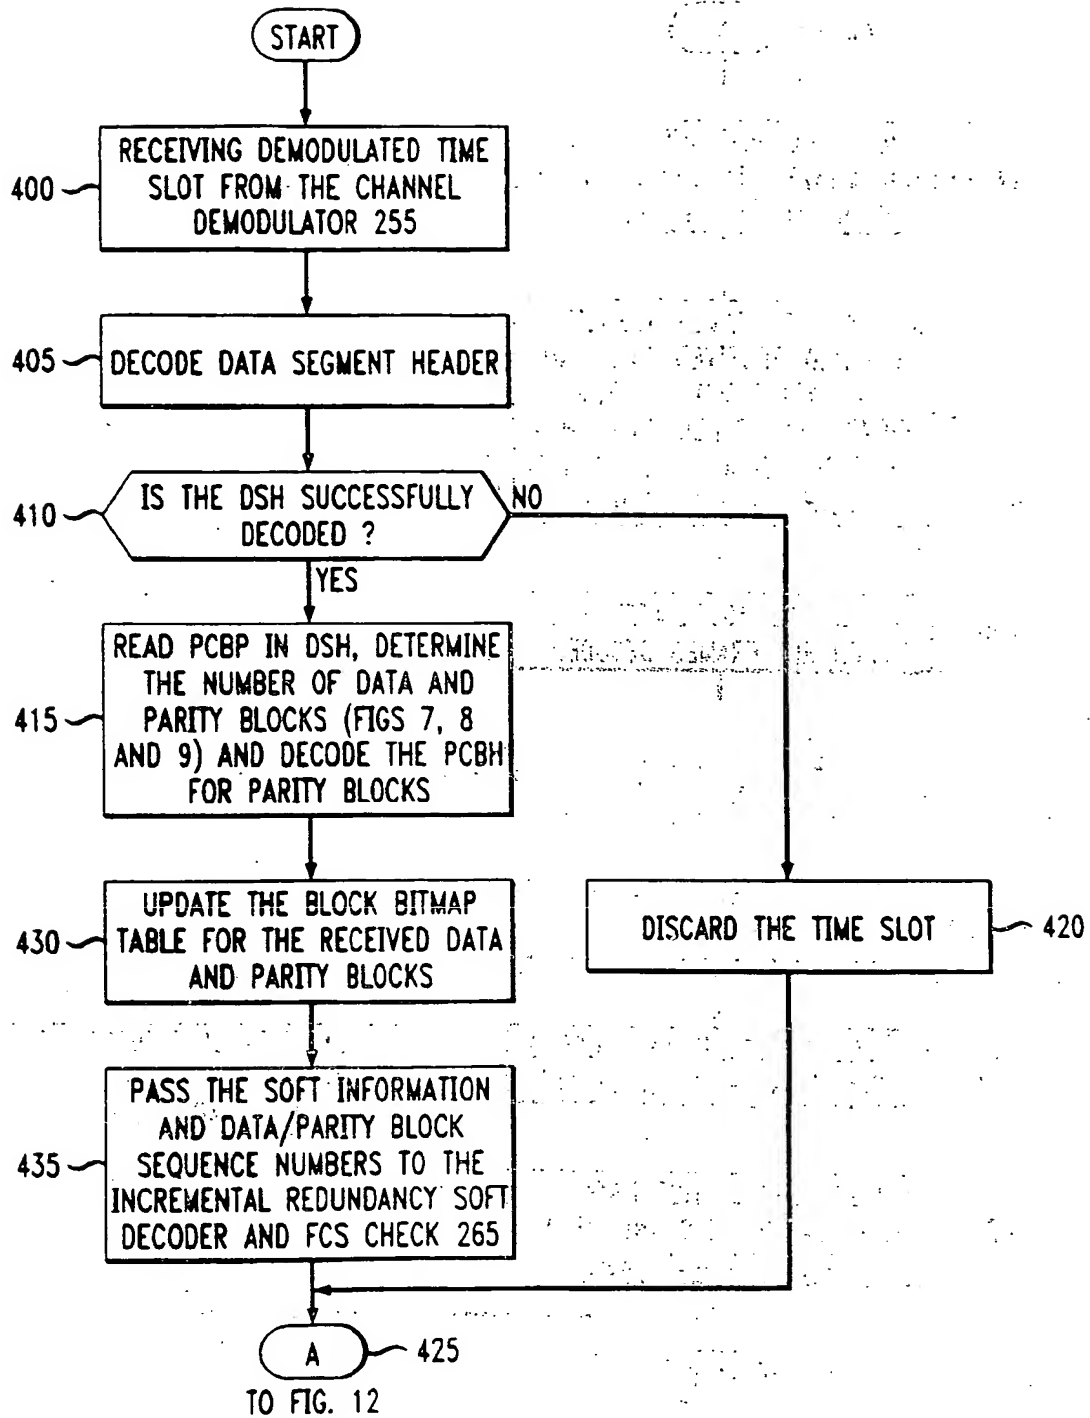 START
RECEIVING DEMODULATED TIME
SLOT FROM THE CHANNEL
DEMODULATOR 255
400
DECODE DATA SEGMENT HEADER
405
IS THE DSH SUCCESSFULLY
DECODED ?
410
NO
YES
READ PCBP IN DSH, DETERMINE
THE NUMBER OF DATA AND
PARITY BLOCKS (FIGS 7, 8
AND 9) AND DECODE THE PCBH
FOR PARITY BLOCKS
415
UPDATE THE BLOCK BITMAP
TABLE FOR THE RECEIVED DATA
AND PARITY BLOCKS
430
DISCARD THE TIME SLOT
420
PASS THE SOFT INFORMATION
AND DATA/PARITY BLOCK
SEQUENCE NUMBERS TO THE
INCREMENTAL REDUNDANCY SOFT
DECODER AND FCS CHECK 265
435
A
425
TO FIG. 12